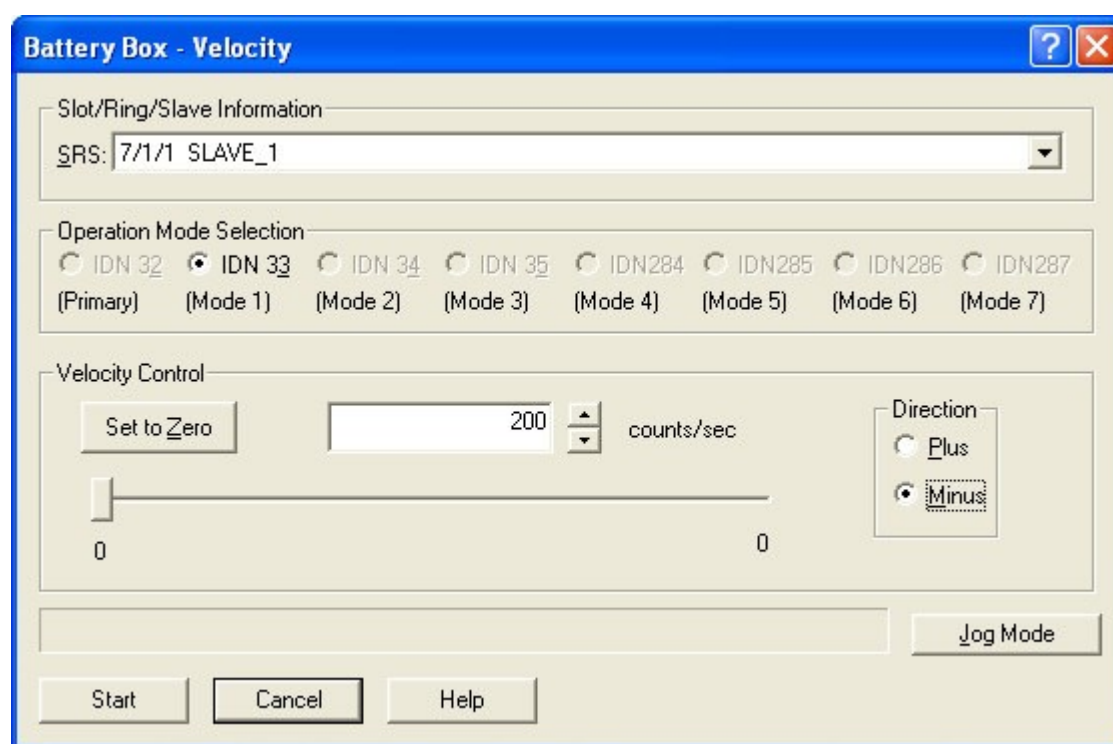 Battery Box - Velocity
Slot/Ring/Slave Information
SRS: 7/1/1 SLAVE_1
Operation Mode Selection
IDN 32 IDN 33 IDN 34 IDN 35 IDN284 IDN285 IDN286 IDN287
(Primary) (Mode 1) (Mode 2) (Mode 3) (Mode 4) (Mode 5) (Mode 6) (Mode 7)
Velocity Control
Set to Zero 200 counts/sec
Direction
Plus
Minus
0 0
Jog Mode
Start Cancel Help